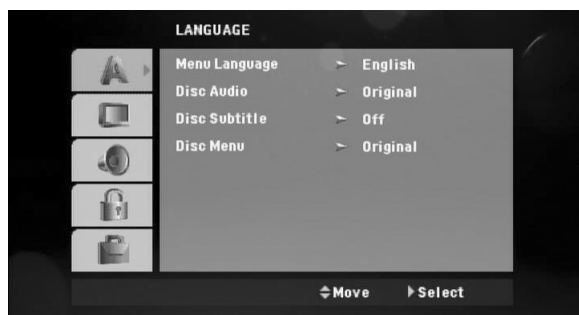 LANGUAGE
Menu Language ➢ English
Disc Audio ➢ Original
Disc Subtitle ➢ Off
Disc Menu ➢ Original
Move Select